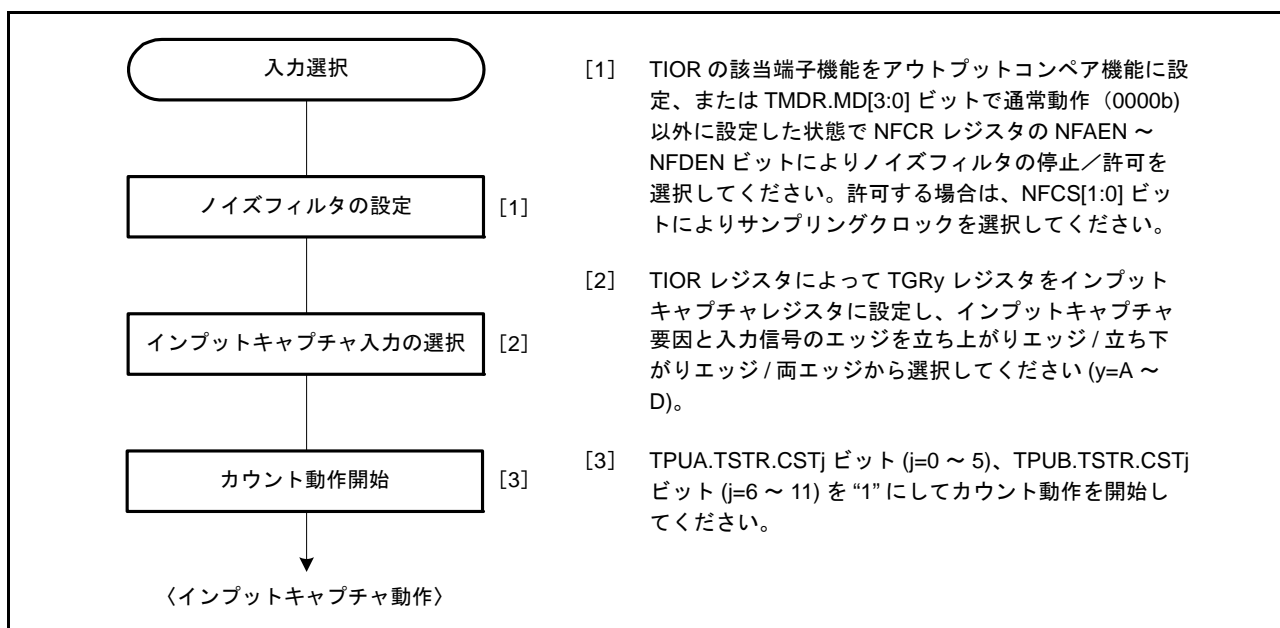 入力選択
ノイズフィルタの設定 [1]
インプットキャプチャ入力の選択 [2]
カウント動作開始 [3]
〈インプットキャプチャ動作〉
[1] TIOR の該当端子機能をアウトプットコンペア機能に設
定、または TMDR.MD[3:0] ビットで通常動作（0000b)
以外に設定した状態で NFCR レジスタの NFAEN ～
NFDEN ビットによりノイズフィルタの停止／許可を
選択してください。許可する場合は、NFCS[1:0] ビッ
トによりサンプリングクロックを選択してください。
[2] TIOR レジスタによって TGRy レジスタをインプット
キャプチャレジスタに設定し、インプットキャプチャ
要因と入力信号のエッジを立ち上がりエッジ / 立ち下
がりエッジ / 両エッジから選択してください (y=A ～
D)。
[3] TPUA.TSTR.CSTj ビット (j=0 ～ 5)、TPUB.TSTR.CSTj
ビット (j=6 ～ 11) を “1” にしてカウント動作を開始し
てください。